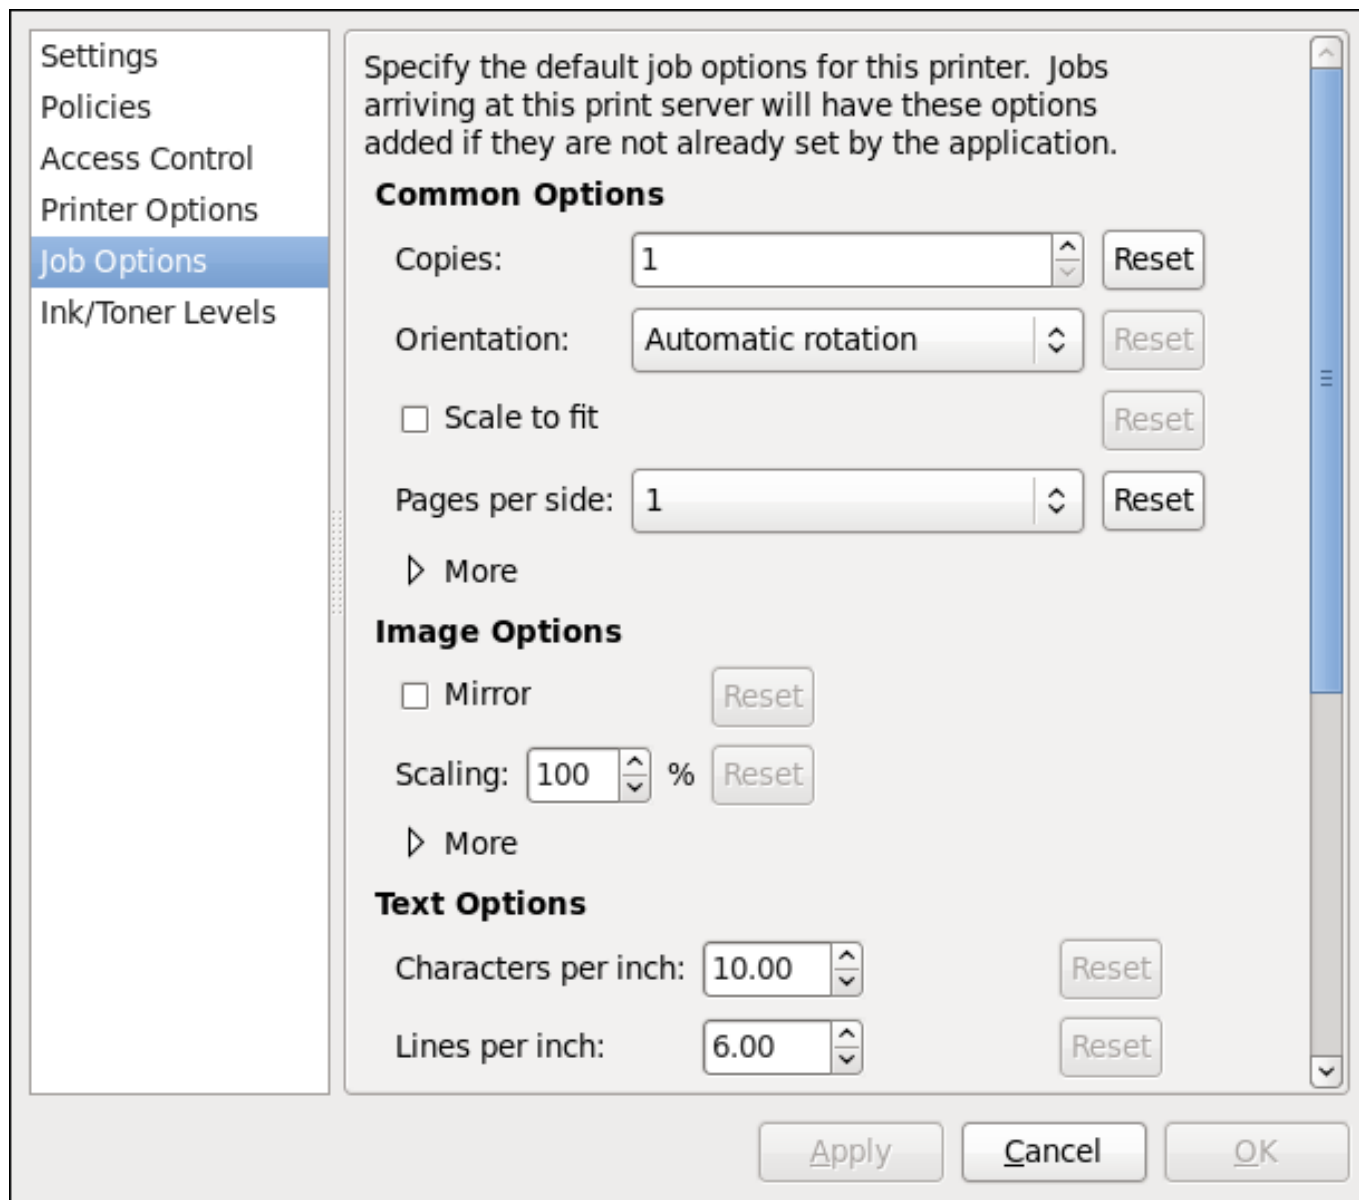 Settings
Policies
Access Control
Printer Options
Job Options
Ink/Toner Levels
Specify the default job options for this printer.  Jobs
arriving at this print server will have these options
added if they are not already set by the application.
Common Options
Copies: 1 Reset
Orientation: Automatic rotation Reset
Scale to fit Reset
Pages per side: 1 Reset
More
Image Options
Mirror Reset
Scaling: 100 % Reset
More
Text Options
Characters per inch: 10.00 Reset
Lines per inch: 6.00 Reset
Apply Cancel OK